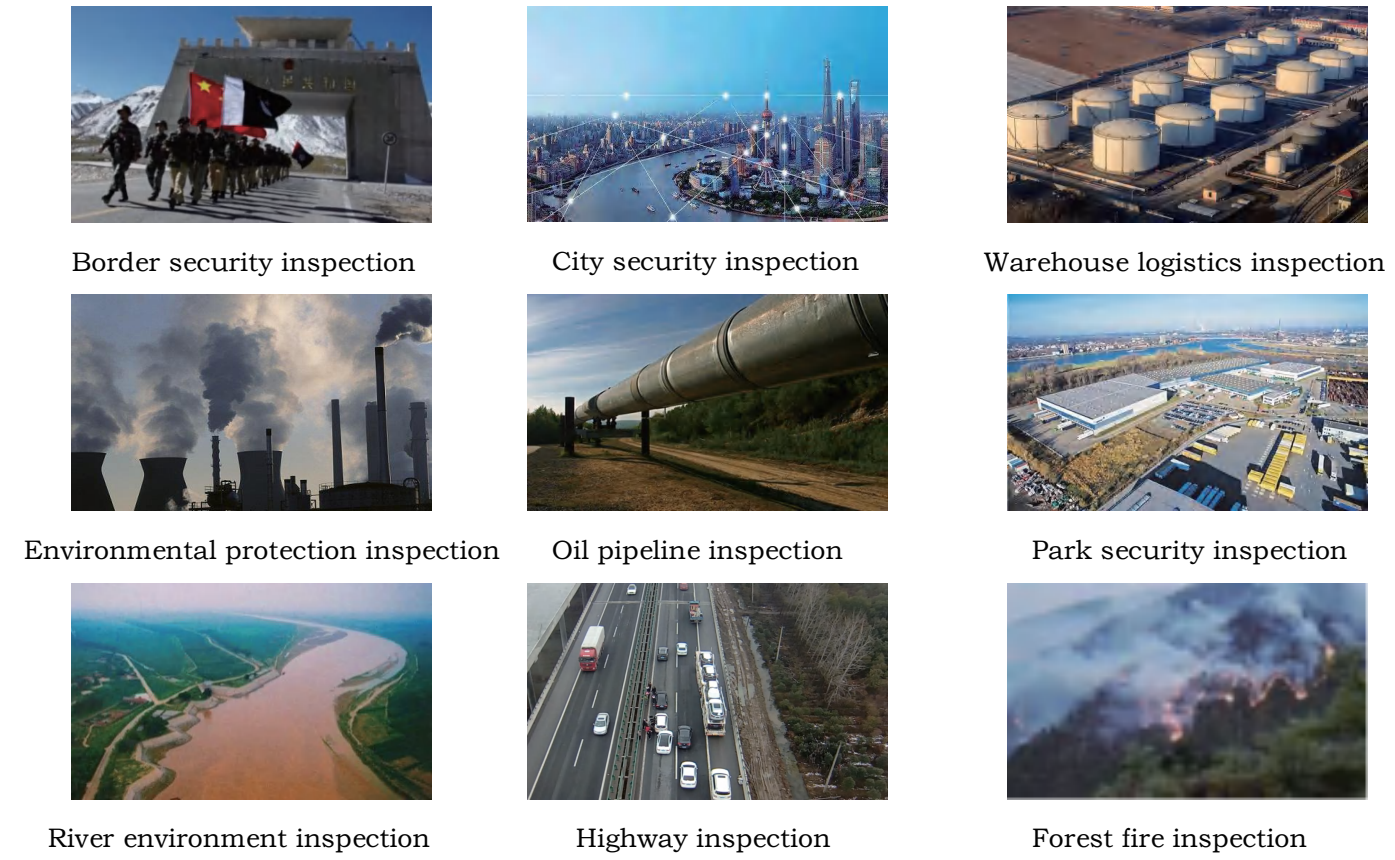 Border security inspection
City security inspection
Warehouse logistics inspection
Environmental protection inspection
Oil pipeline inspection
Park security inspection
River environment inspection
Highway inspection
Forest fire inspection